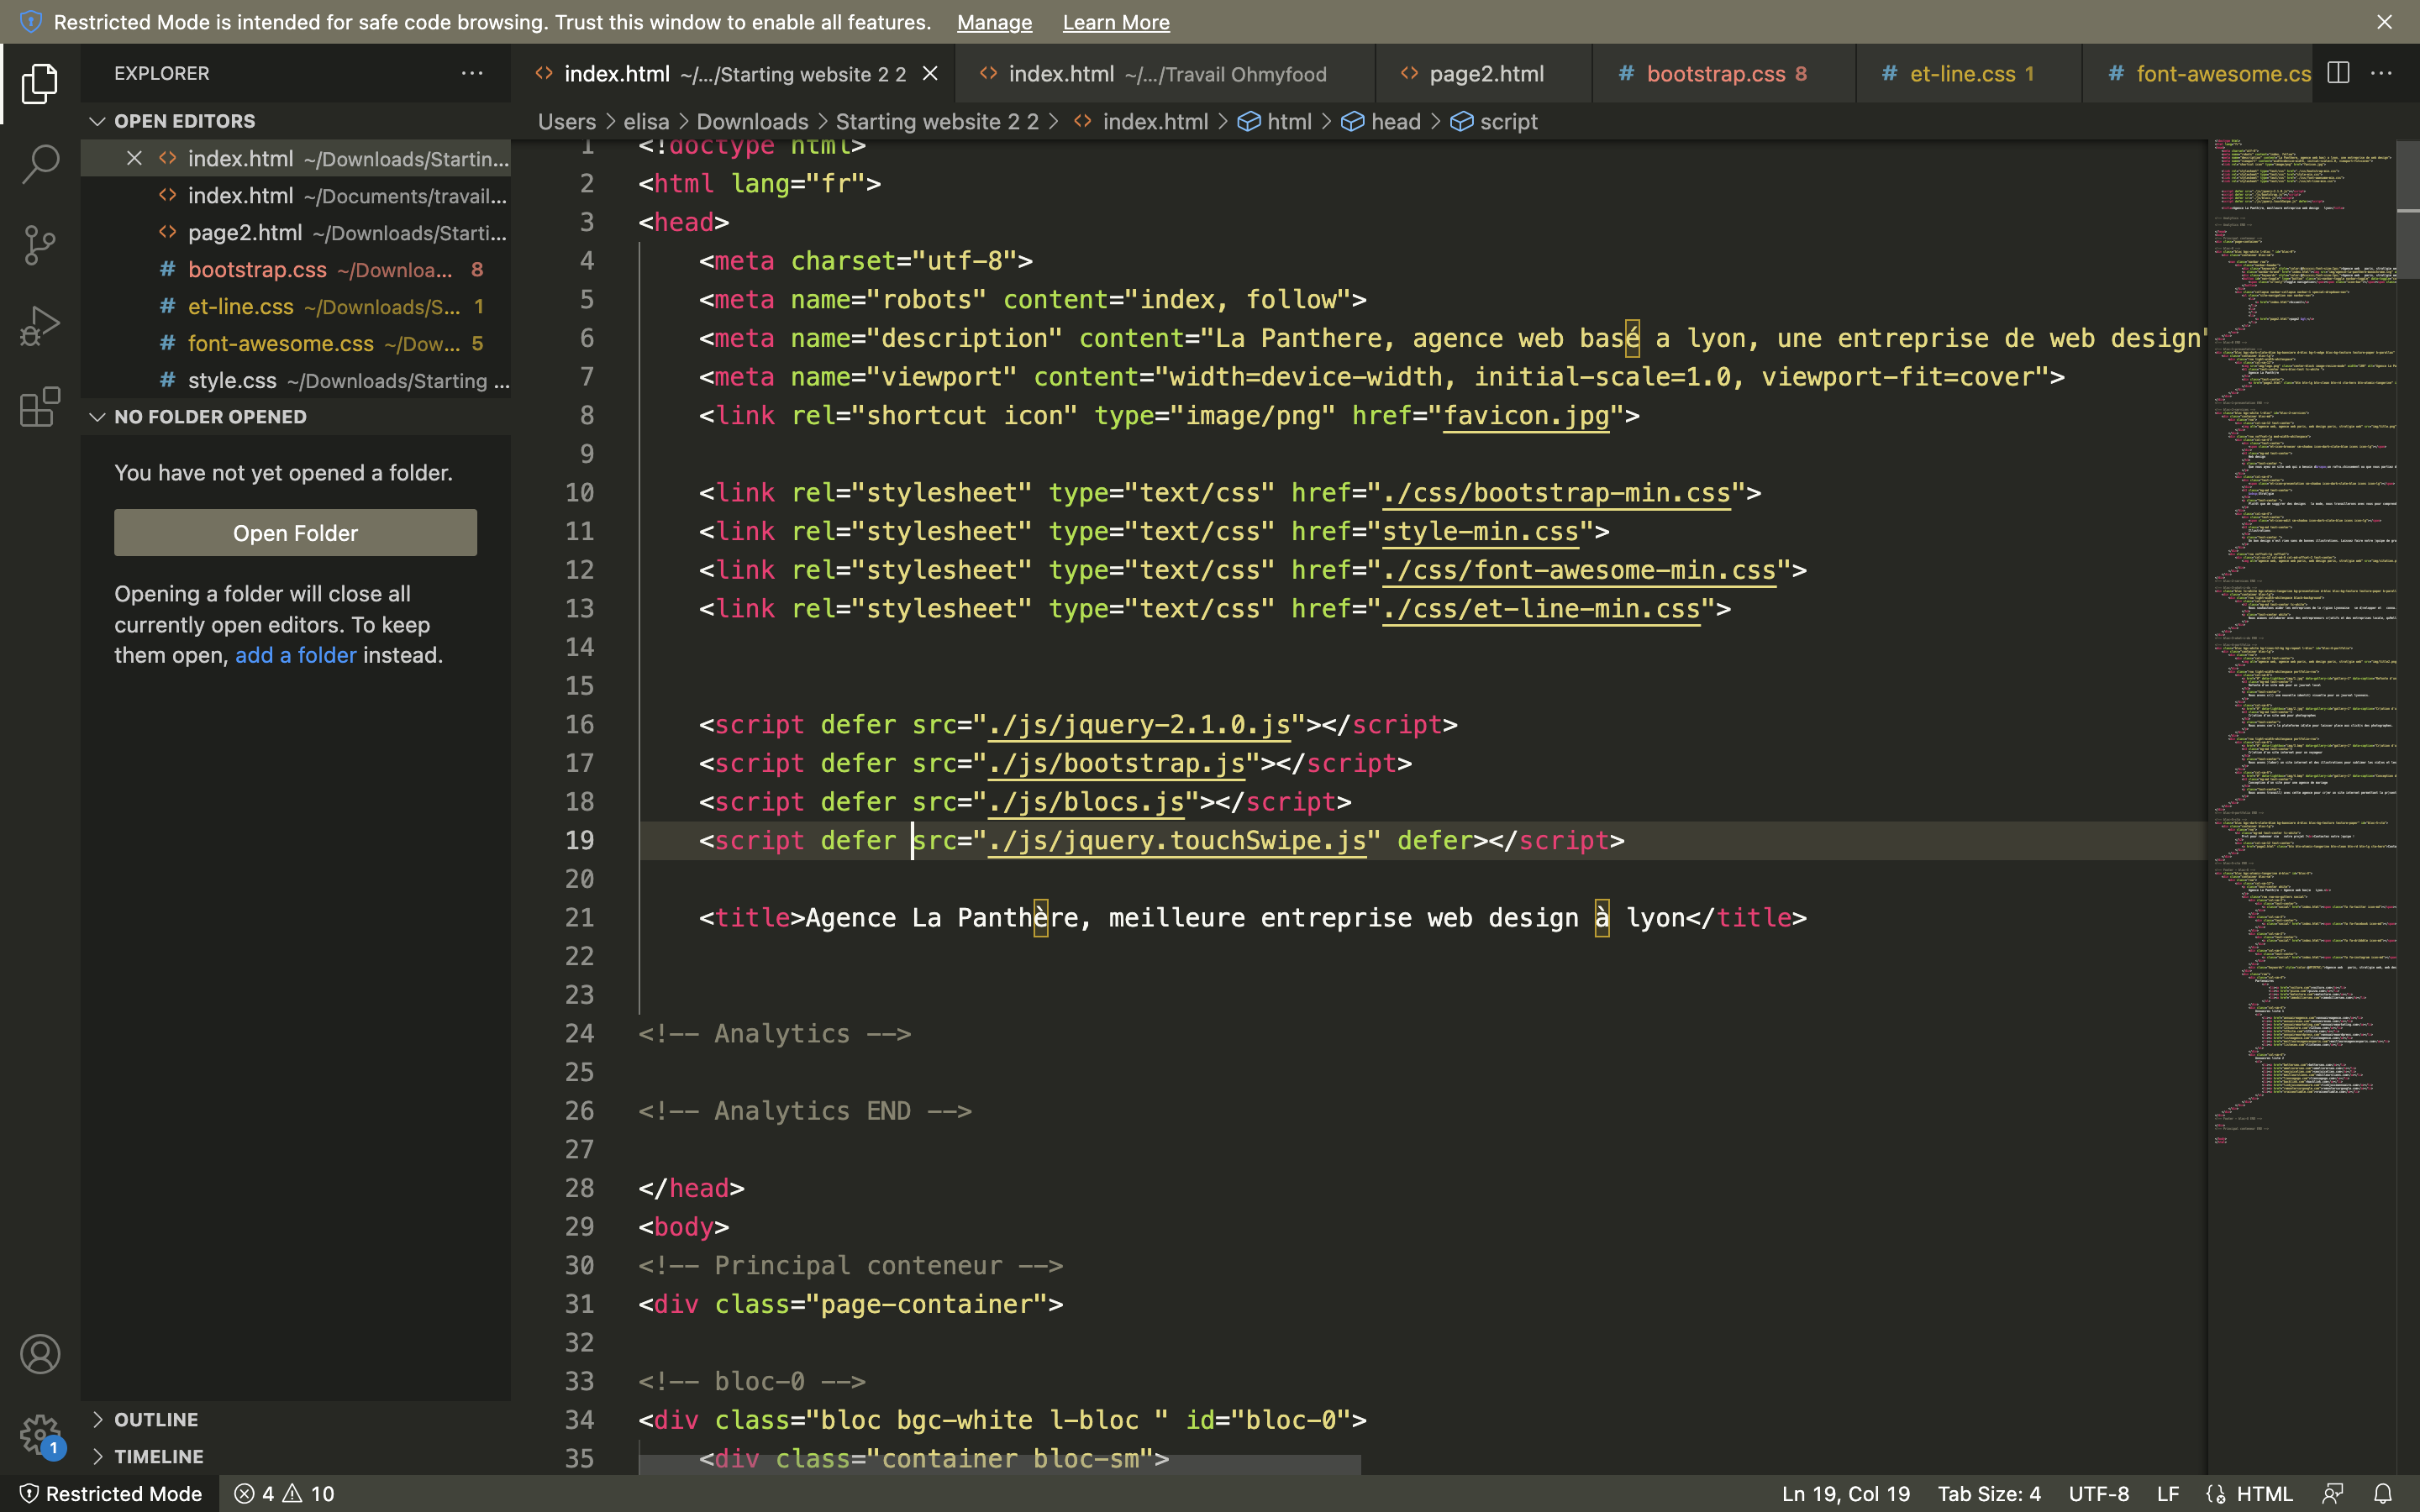 Restricted Mode is intended for safe code browsing. Trust this window to enable all features. Manage Learn More
EXPLORER
OPEN EDITORS
index.html ~/Downloads/Startin...
index.html ~/Documents/travail...
page2.html ~/Downloads/Starti...
bootstrap.css ~/Downloa... 8
et-line.css ~/Downloads/S... 1
font-awesome.css ~/Dow... 5
style.css ~/Downloads/Starting ...
NO FOLDER OPENED
You have not yet opened a folder.
Open Folder
Opening a folder will close all
currently open editors. To keep
them open, add a folder instead.
OUTLINE
TIMELINE
index.html ~/.../Starting website 2 2
index.html ~/.../Travail Ohmyfood
page2.html
# bootstrap.css 8
# et-line.css 1
# font-awesome.cs
Users > elisa > Downloads > Starting website 2 2 > index.html > html > head > script
1 <!doctype html>
2 <html lang="fr">
3 <head>
4 <meta charset="utf-8">
5 <meta name="robots" content="index, follow">
6 <meta name="description" content="La Panthere, agence web basé a lyon, une entreprise de web design"
7 <meta name="viewport" content="width=device-width, initial-scale=1.0, viewport-fit=cover">
8 <link rel="shortcut icon" type="image/png" href="favicon.jpg">
9
10 <link rel="stylesheet" type="text/css" href="./css/bootstrap-min.css">
11 <link rel="stylesheet" type="text/css" href="style-min.css">
12 <link rel="stylesheet" type="text/css" href="./css/font-awesome-min.css">
13 <link rel="stylesheet" type="text/css" href="./css/et-line-min.css">
14
15
16 <script defer src="./js/jquery-2.1.0.js"></script>
17 <script defer src="./js/bootstrap.js"></script>
18 <script defer src="./js/blocs.js"></script>
19 <script defer src="./js/jquery.touchSwipe.js" defer></script>
20
21 <title>Agence La Panthère, meilleure entreprise web design à lyon</title>
22
23
24 <!-- Analytics -->
25
26 <!-- Analytics END -->
27
28 </head>
29 <body>
30 <!-- Principal conteneur -->
31 <div class="page-container">
32
33 <!-- bloc-0 -->
34 <div class="bloc bgc-white l-bloc " id="bloc-0">
35 <div class="container bloc-sm">
1
Restricted Mode 4 10
Ln 19, Col 19 Tab Size: 4 UTF-8 LF HTML